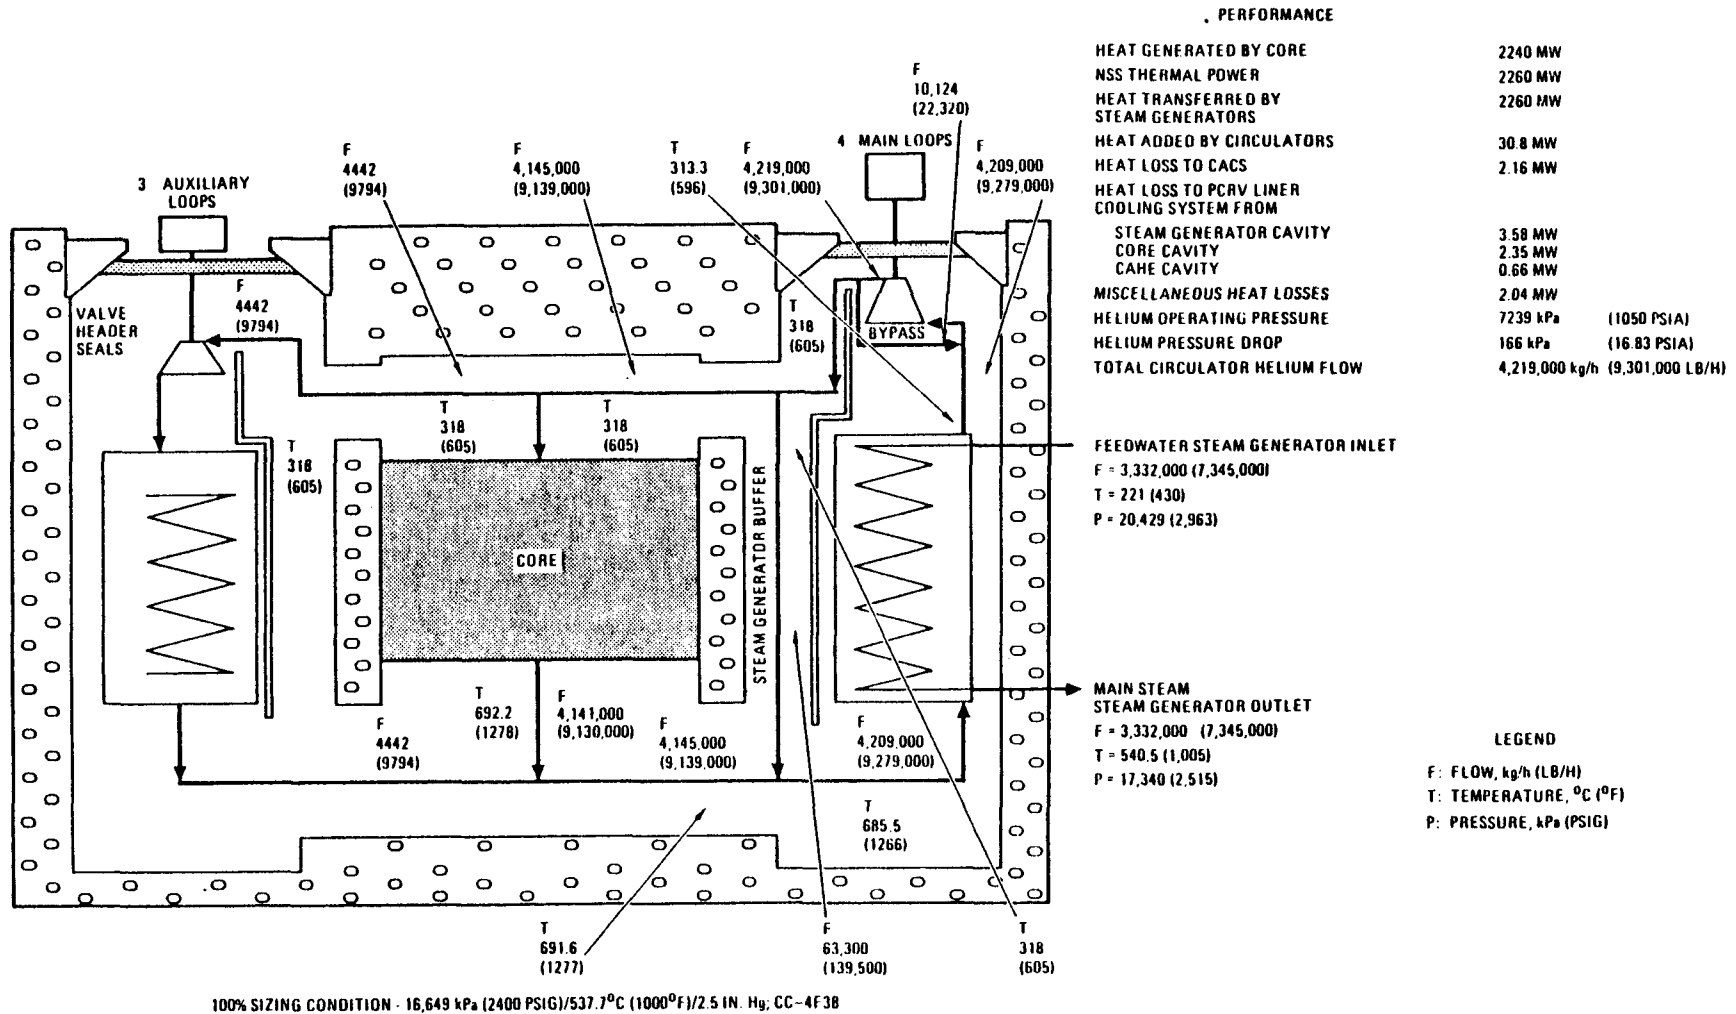 . PERFORMANCE
HEAT GENERATED BY CORE 2240 MW
NSS THERMAL POWER 2260 MW
HEAT TRANSFERRED BY
STEAM GENERATORS 2260 MW
HEAT ADDED BY CIRCULATORS 30.8 MW
HEAT LOSS TO CACS 2.16 MW
HEAT LOSS TO PCRV LINER
COOLING SYSTEM FROM
STEAM GENERATOR CAVITY 3.58 MW
CORE CAVITY 2.35 MW
CAHE CAVITY 0.66 MW
MISCELLANEOUS HEAT LOSSES 2.04 MW
HELIUM OPERATING PRESSURE 7239 kPa (1050 PSIA)
HELIUM PRESSURE DROP 166 kPa (16.83 PSIA)
TOTAL CIRCULATOR HELIUM FLOW 4,219,000 kg/h (9,301,000 LB/H)
F
10,124
(22,320)
4 MAIN LOOPS
F
4,209,000
(9,279,000)
F
4,219,000
(9,301,000)
T
313.3
(596)
F
4,145,000
(9,139,000)
F
4442
(9794)
3 AUXILIARY
LOOPS
F
4442
(9794)
VALVE
HEADER
SEALS
T
318
(605)
BYPASS
T
318
(605)
T
318
(605)
T
318
(605)
CORE
STEAM GENERATOR BUFFER
FEEDWATER STEAM GENERATOR INLET
F = 3,332,000 (7,345,000)
T = 221 (430)
P = 20,429 (2,963)
MAIN STEAM
STEAM GENERATOR OUTLET
F = 3,332,000 (7,345,000)
T = 540.5 (1,005)
P = 17,340 (2,515)
F
4442
(9794)
T
692.2
(1278)
F
4,141,000
(9,130,000)
F
4,145,000
(9,139,000)
F
4,209,000
(9,279,000)
T
685.5
(1266)
T
691.6
(1277)
F
63,300
(139,500)
T
318
(605)
LEGEND
F: FLOW, kg/h (LB/H)
T: TEMPERATURE, °C (°F)
P: PRESSURE, kPa (PSIG)
100% SIZING CONDITION - 16,649 kPa (2400 PSIG)/537.7°C (1000°F)/2.5 IN. Hg; CC-4F3B